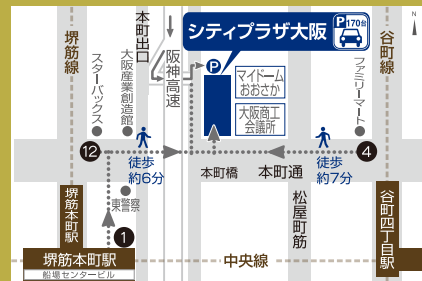 シティプラザ大阪
P170台
N
本町出口
阪神高速
堺筋線
スターバックス
大阪産業創造館
P
マイドーム
おおさか
大阪商工
会議所
ファミリーマート
谷町線
12
徒歩
約6分
本町橋
本町通
徒歩
約7分
4
東警察
堺筋本町駅
1
松屋町筋
谷町四丁目駅
堺筋本町駅
船場センタービル
中央線